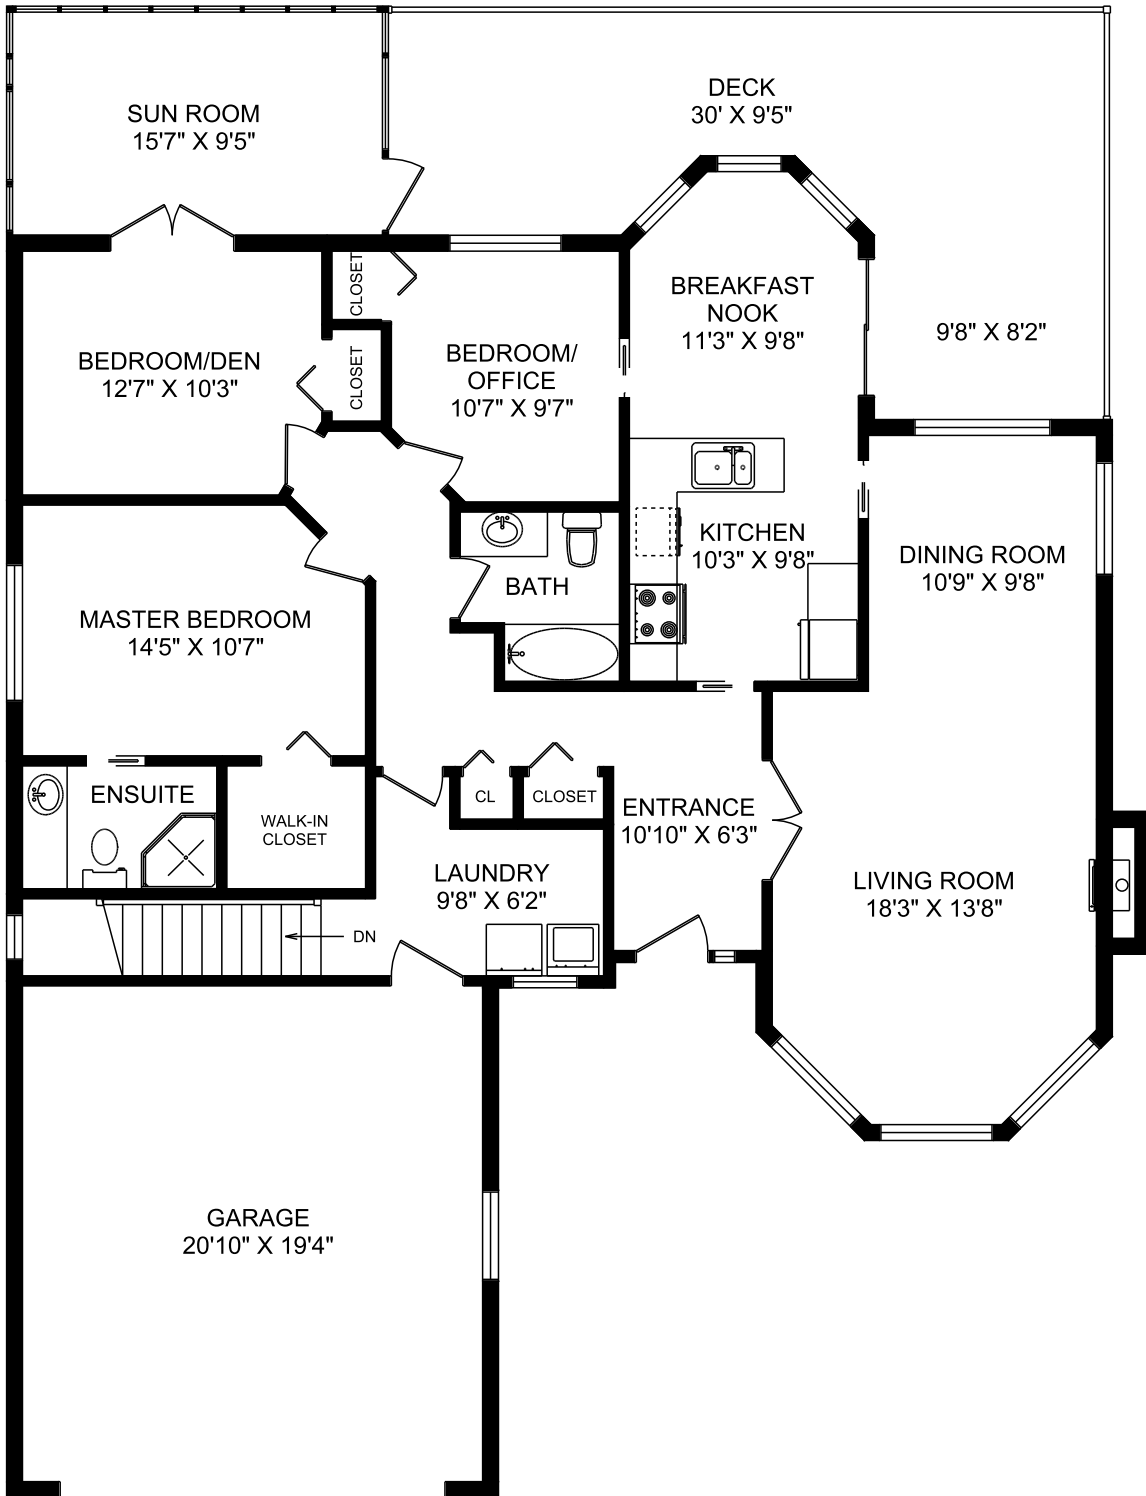 DECK
30' X 9'5"
SUN ROOM
15'7" X 9'5"
CLOSET
BREAKFAST
NOOK
11'3" X 9'8"
9'8" X 8'2"
BEDROOM/DEN
12'7" X 10'3"
CLOSET
BEDROOM/
OFFICE
10'7" X 9'7"
KITCHEN
10'3" X 9'8"
DINING ROOM
10'9" X 9'8"
BATH
MASTER BEDROOM
14'5" X 10'7"
ENSUITE
WALK-IN
CLOSET
CL
CLOSET
ENTRANCE
10'10" X 6'3"
LAUNDRY
9'8" X 6'2"
LIVING ROOM
18'3" X 13'8"
DN
GARAGE
20'10" X 19'4"